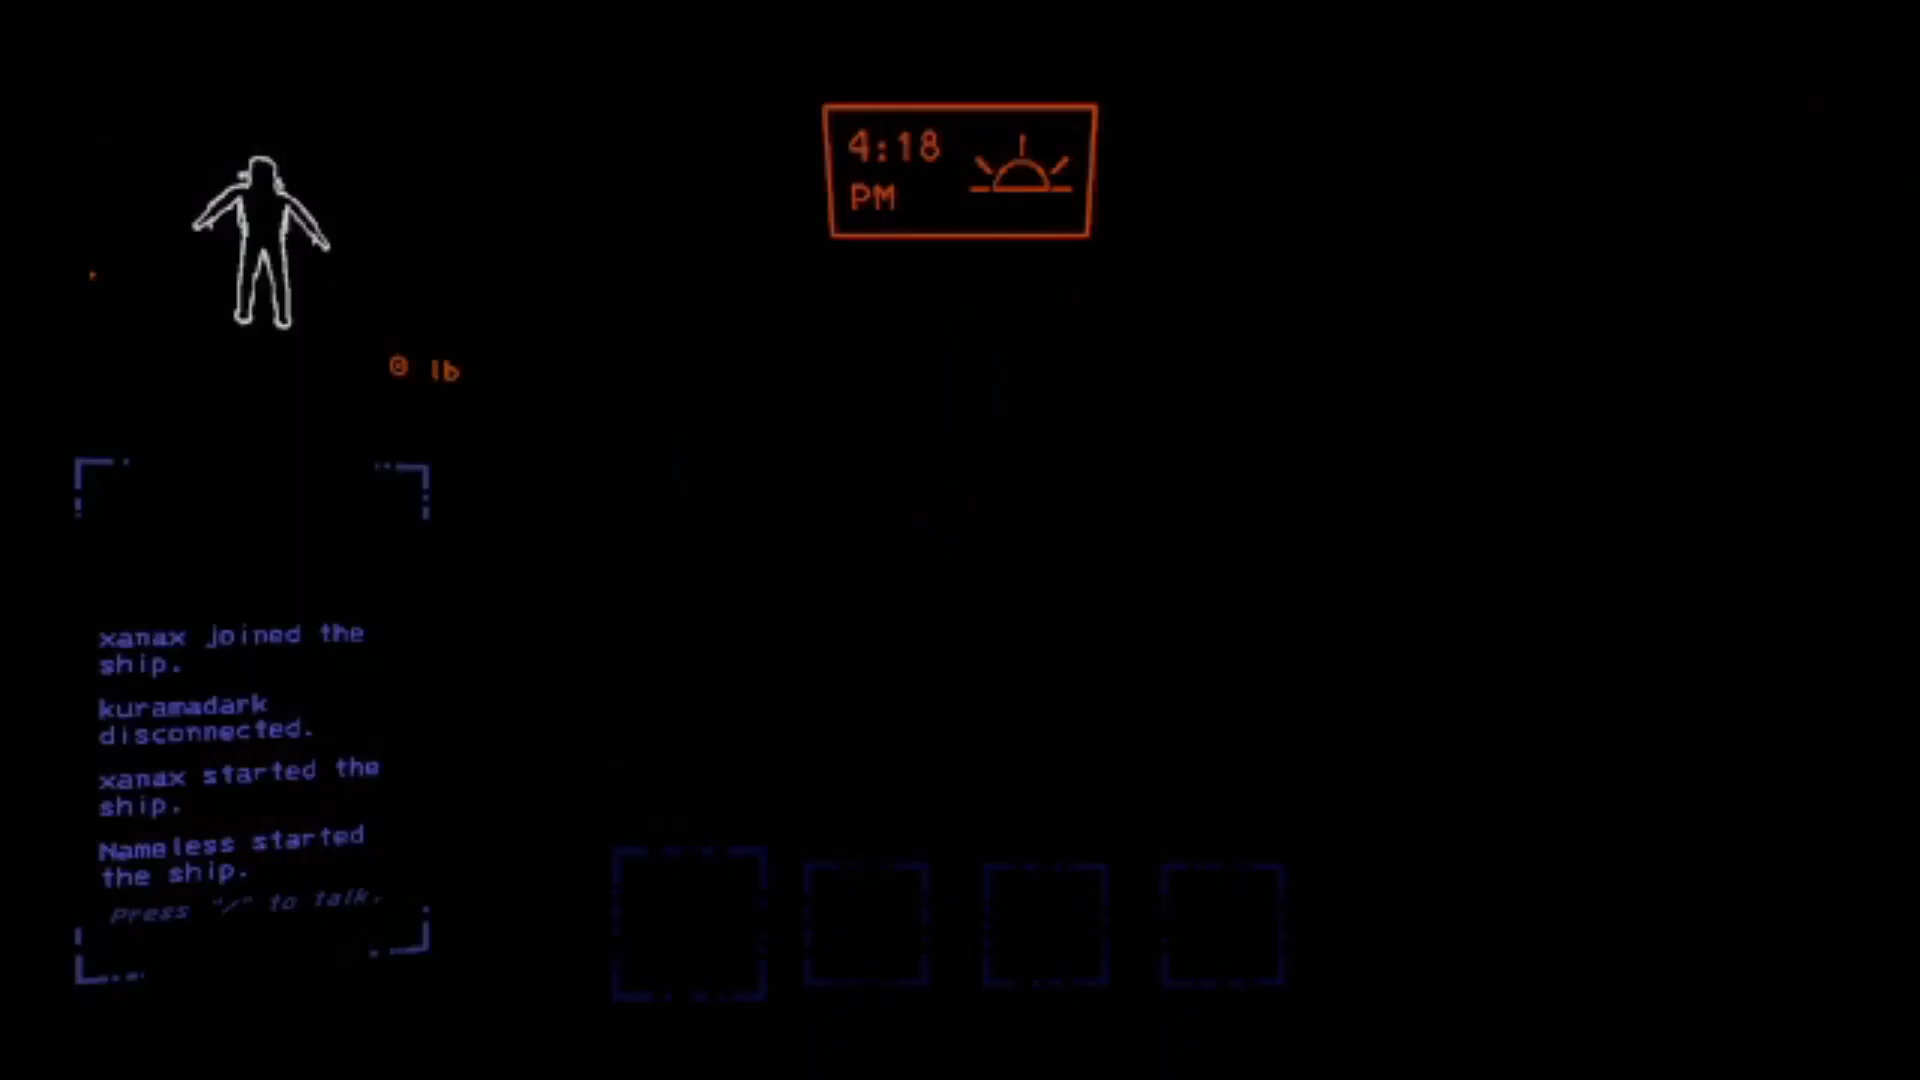 4:18
PM
0 lb
xanax joined the
ship.
kuramadark
disconnected.
xanax started the
ship.
Nameless started
the ship.
Press "/" to talk.